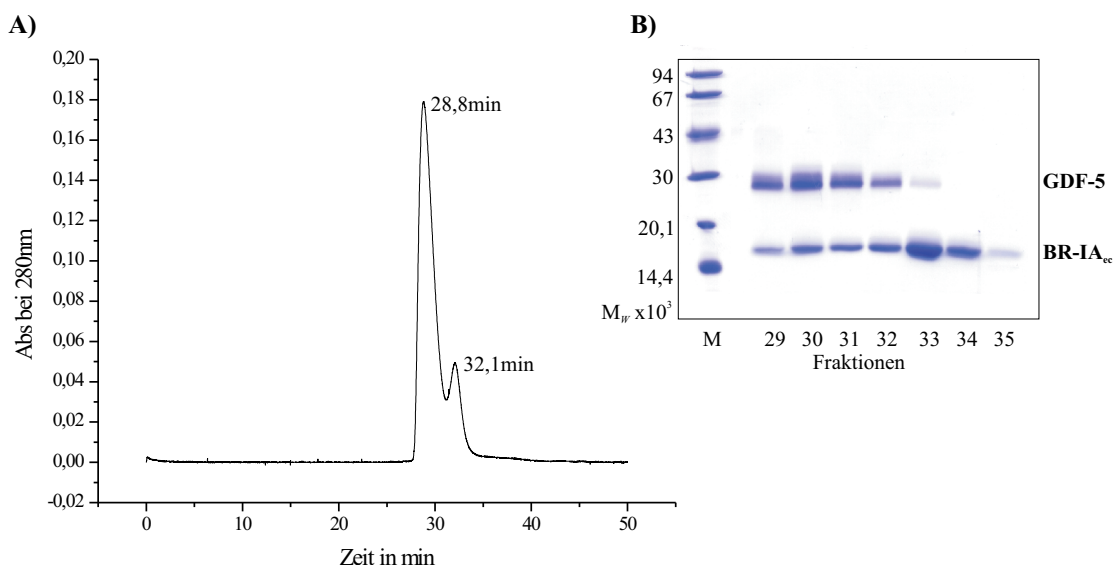 A)
0,20
0,18
0,16
0,14
0,12
0,10
0,08
0,06
0,04
0,02
0,00
-0,02
Abs bei 280nm
28,8min
32,1min
0 10 20 30 40 50
Zeit in min
B)
94
67
43
30
20,1
14,4
M_W x10³
GDF-5
BR-IA_ec
M 29 30 31 32 33 34 35
Fraktionen